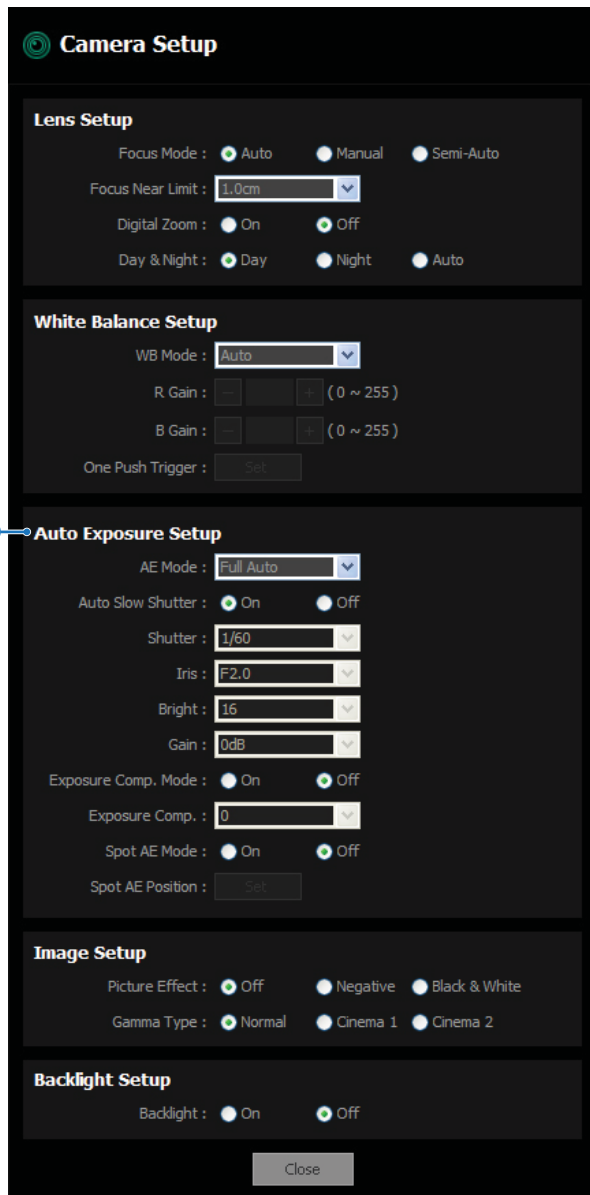 Camera Setup
Lens Setup
Focus Mode : Auto Manual Semi-Auto
Focus Near Limit : 1.0cm
Digital Zoom : On Off
Day & Night : Day Night Auto
White Balance Setup
WB Mode : Auto
R Gain : − + ( 0 ~ 255 )
B Gain : − + ( 0 ~ 255 )
One Push Trigger : Set
Auto Exposure Setup
AE Mode : Full Auto
Auto Slow Shutter : On Off
Shutter : 1/60
Iris : F2.0
Bright : 16
Gain : 0dB
Exposure Comp. Mode : On Off
Exposure Comp. : 0
Spot AE Mode : On Off
Spot AE Position : Set
Image Setup
Picture Effect : Off Negative Black & White
Gamma Type : Normal Cinema 1 Cinema 2
Backlight Setup
Backlight : On Off
Close